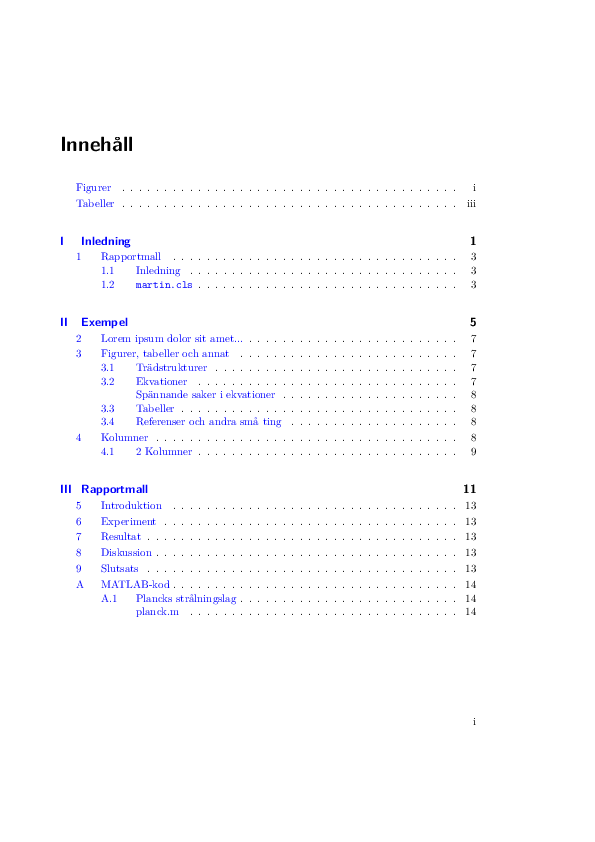 Innehåll
Figurer . . . . . . . . . . . . . . . . . . . . . . . . . . . . . . . . . . . . . . . . i
Tabeller . . . . . . . . . . . . . . . . . . . . . . . . . . . . . . . . . . . . . . . . iii
I Inledning 1
1 Rapportmall . . . . . . . . . . . . . . . . . . . . . . . . . . . . . . . . . . 3
1.1 Inledning . . . . . . . . . . . . . . . . . . . . . . . . . . . . . . . . 3
1.2 martin.cls . . . . . . . . . . . . . . . . . . . . . . . . . . . . . . . 3
II Exempel 5
2 Lorem ipsum dolor sit amet... . . . . . . . . . . . . . . . . . . . . . . . . . . 7
3 Figurer, tabeller och annat . . . . . . . . . . . . . . . . . . . . . . . . . . 7
3.1 Trädstrukturer . . . . . . . . . . . . . . . . . . . . . . . . . . . . . 7
3.2 Ekvationer . . . . . . . . . . . . . . . . . . . . . . . . . . . . . . . 7
Spännande saker i ekvationer . . . . . . . . . . . . . . . . . . . . . 8
3.3 Tabeller . . . . . . . . . . . . . . . . . . . . . . . . . . . . . . . . . 8
3.4 Referenser och andra små ting . . . . . . . . . . . . . . . . . . . . 8
4 Kolumner . . . . . . . . . . . . . . . . . . . . . . . . . . . . . . . . . . . . 8
4.1 2 Kolumner . . . . . . . . . . . . . . . . . . . . . . . . . . . . . . . 9
III Rapportmall 11
5 Introduktion . . . . . . . . . . . . . . . . . . . . . . . . . . . . . . . . . . 13
6 Experiment . . . . . . . . . . . . . . . . . . . . . . . . . . . . . . . . . . . 13
7 Resultat . . . . . . . . . . . . . . . . . . . . . . . . . . . . . . . . . . . . . 13
8 Diskussion . . . . . . . . . . . . . . . . . . . . . . . . . . . . . . . . . . . . 13
9 Slutsats . . . . . . . . . . . . . . . . . . . . . . . . . . . . . . . . . . . . . 13
A MATLAB-kod . . . . . . . . . . . . . . . . . . . . . . . . . . . . . . . . . . 14
A.1 Plancks strålningslag . . . . . . . . . . . . . . . . . . . . . . . . . . 14
planck.m . . . . . . . . . . . . . . . . . . . . . . . . . . . . . . . . 14
i